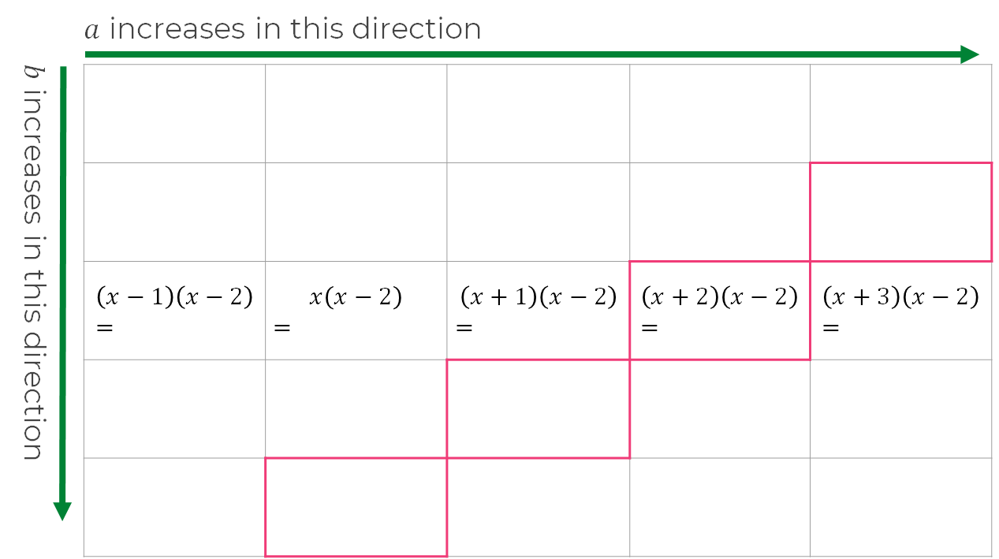 a increases in this direction
b increases in this direction
(x − 1)(x − 2)
=
x(x − 2)
=
(x + 1)(x − 2)
=
(x + 2)(x − 2)
=
(x + 3)(x − 2)
=